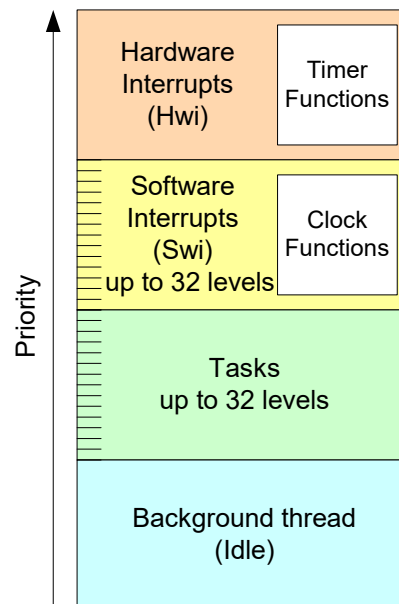 Priority
Hardware
Interrupts
(Hwi)
Timer
Functions
Software
Interrupts
(Swi)
up to 32 levels
Clock
Functions
Tasks
up to 32 levels
Background thread
(Idle)